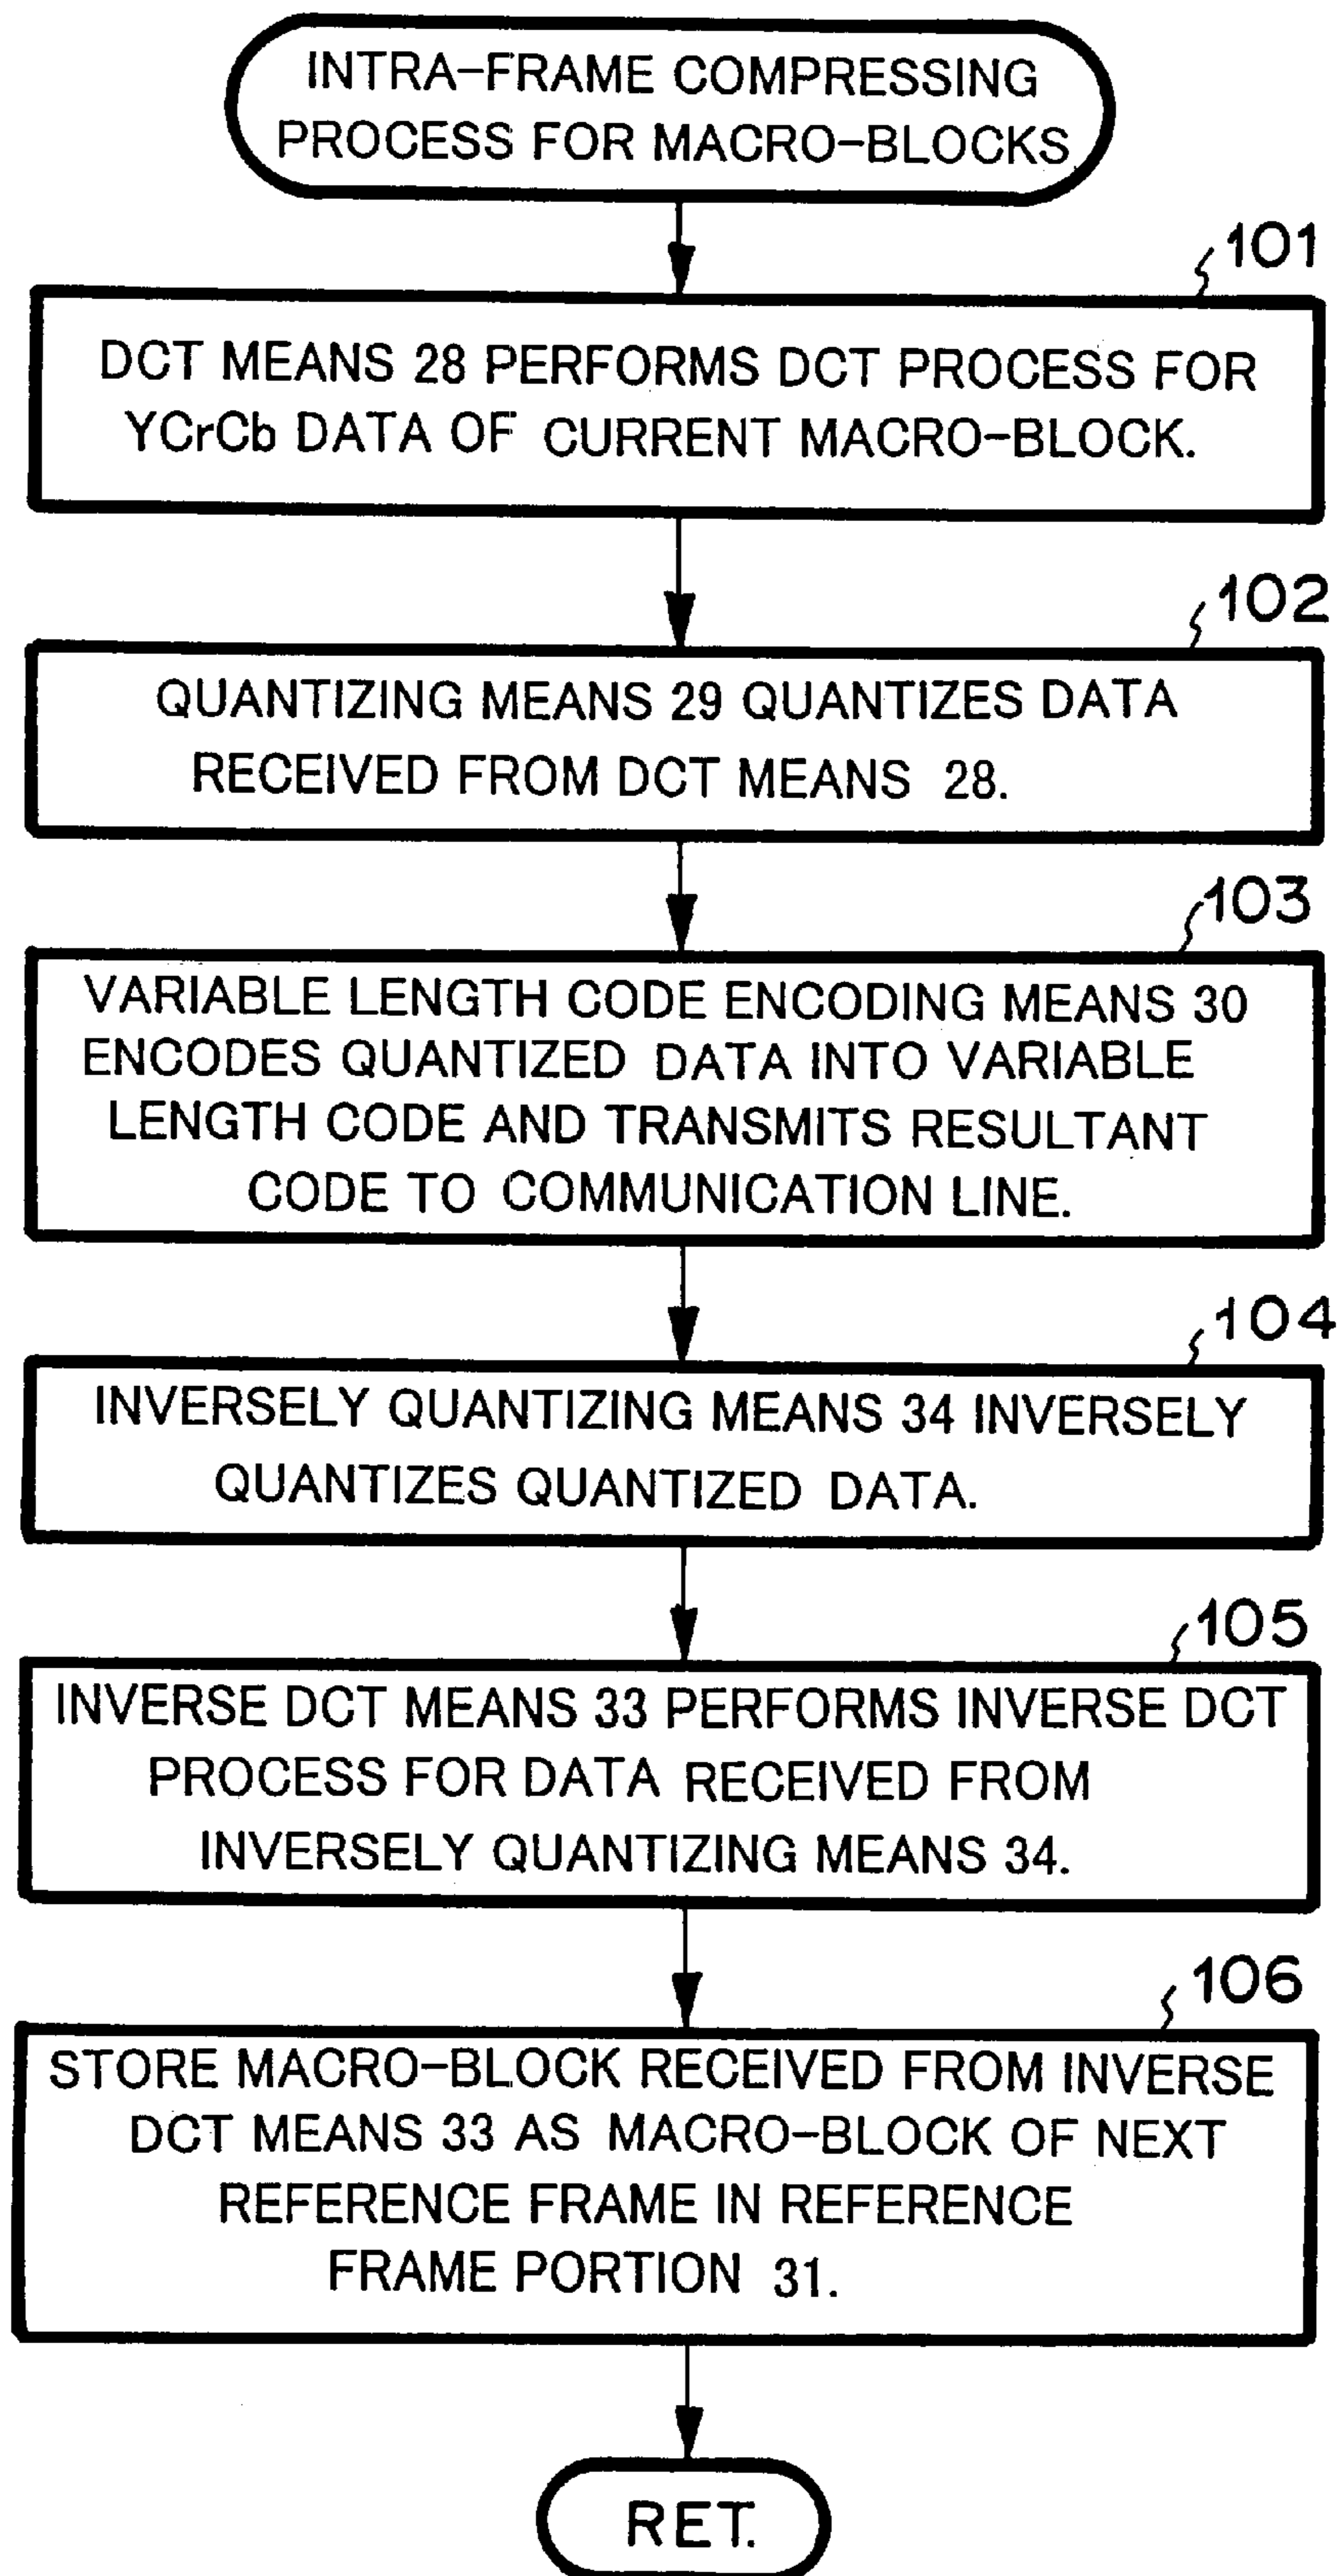 INTRA-FRAME COMPRESSING
PROCESS FOR MACRO-BLOCKS
101
DCT MEANS 28 PERFORMS DCT PROCESS FOR
YCrCb DATA OF CURRENT MACRO-BLOCK.
102
QUANTIZING MEANS 29 QUANTIZES DATA
RECEIVED FROM DCT MEANS 28.
103
VARIABLE LENGTH CODE ENCODING MEANS 30
ENCODES QUANTIZED DATA INTO VARIABLE
LENGTH CODE AND TRANSMITS RESULTANT
CODE TO COMMUNICATION LINE.
104
INVERSELY QUANTIZING MEANS 34 INVERSELY
QUANTIZES QUANTIZED DATA.
105
INVERSE DCT MEANS 33 PERFORMS INVERSE DCT
PROCESS FOR DATA RECEIVED FROM
INVERSELY QUANTIZING MEANS 34.
106
STORE MACRO-BLOCK RECEIVED FROM INVERSE
DCT MEANS 33 AS MACRO-BLOCK OF NEXT
REFERENCE FRAME IN REFERENCE
FRAME PORTION 31.
RET.